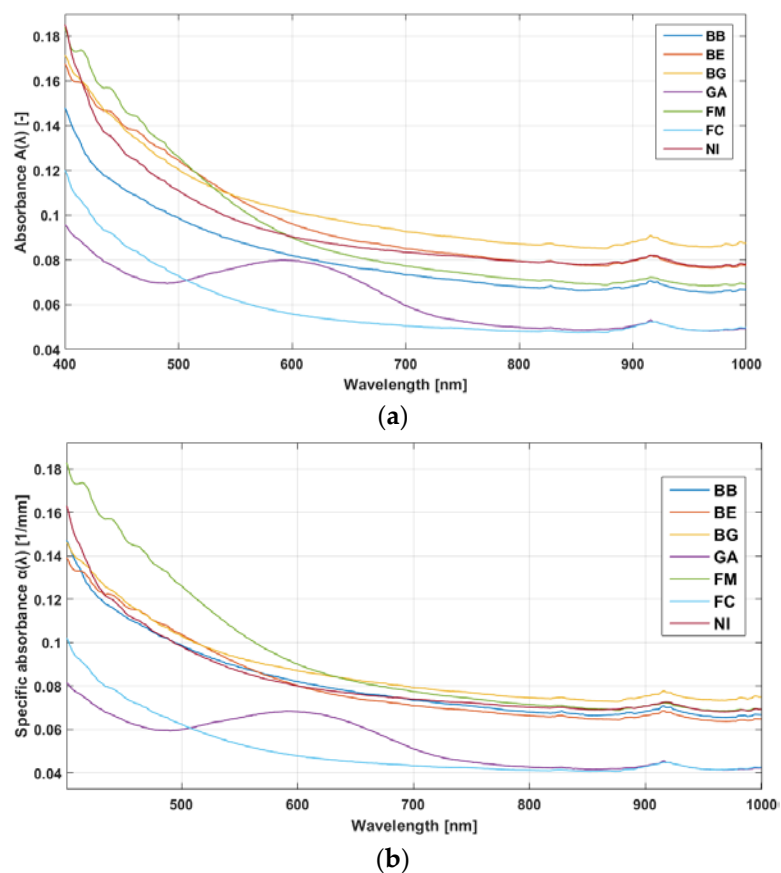 0.18
0.16
0.14
0.12
0.1
0.08
0.06
0.04
Absorbance A(λ) [-]
BB
BE
BG
GA
FM
FC
NI
400 500 600 700 800 900 1000
Wavelength [nm]
(a)
0.18
0.16
0.14
0.12
0.1
0.08
0.06
0.04
Specific absorbance α(λ) [1/mm]
BB
BE
BG
GA
FM
FC
NI
500 600 700 800 900 1000
Wavelength [nm]
(b)